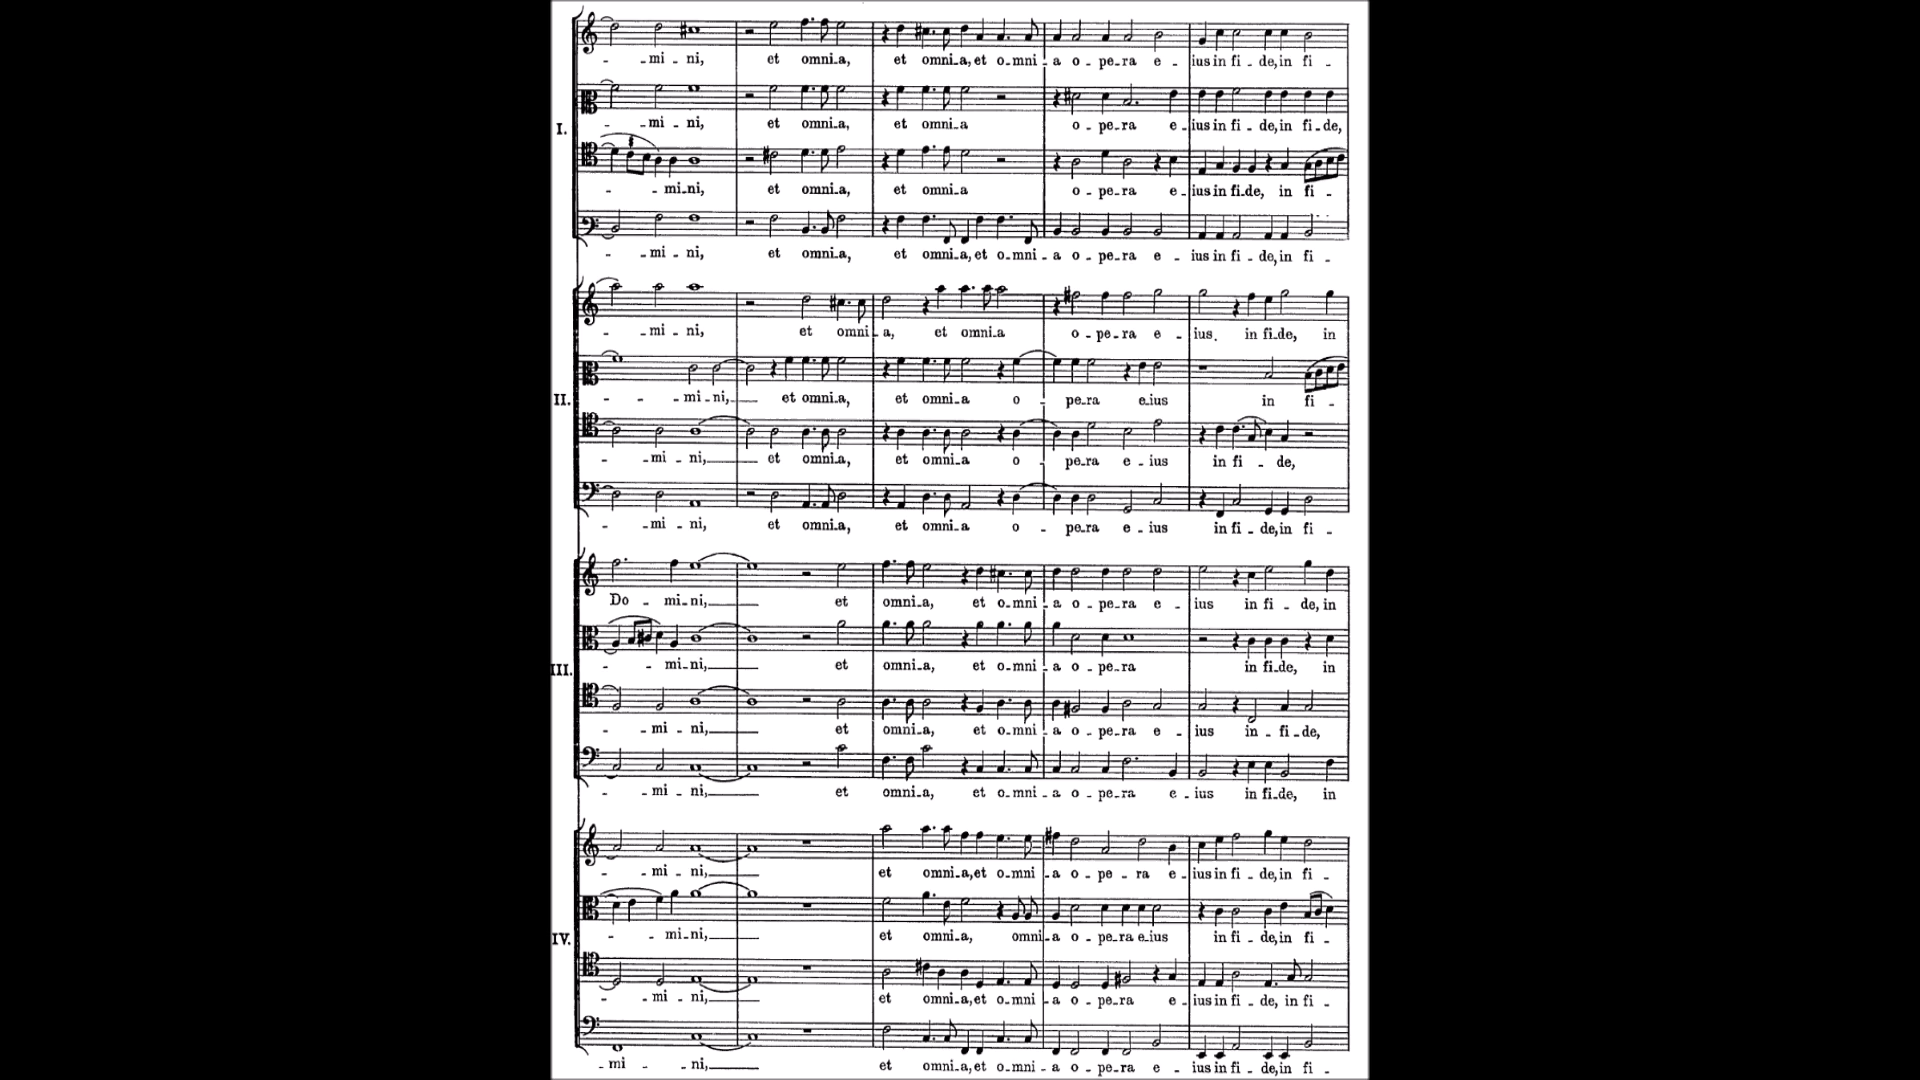 - -mi - ni, et omni-a, et omni-a, et o-mni - a o - pe-ra e - ius in fi - de, in fi -
- -mi - ni, et omni-a, et omni-a o - pe-ra e - ius in fi - de, in fi-de,
I.
- - mi-ni, et omni-a, et omni-a o - pe-ra e - ius in fi-de, in fi -
- -mi - ni, et omni-a, et omni-a, et o-mni - a o - pe-ra e - ius in fi - de, in fi -
- -mi - ni, et omni - a, et omni-a o - pe-ra e - ius. in fi-de, in
- - -mi-ni, et omni-a, et omni-a o - pe-ra e-ius in fi -
II.
- -mi - ni, et omni-a, et omni-a o - pe-ra e - ius in fi - de,
- -mi - ni, et omni-a, et omni-a o - pe-ra e - ius in fi - de, in fi -
Do - mi-ni, et omni-a, et o-mni - a o - pe-ra e - ius in fi - de, in
- - mi-ni, et omni-a, et o-mni - a o - pe-ra in fi-de, in
III.
- -mi - ni, et omni-a, et o-mni - a o - pe-ra e - ius in - fi-de,
- -mi - ni, et omni-a, et o-mni - a o - pe-ra e - ius in fi-de, in
- -mi - ni, et omni-a, et o-mni - a o - pe - ra e - ius in fi - de, in fi -
- - mi-ni, et omni-a, omni-a o - pe-ra e-ius in fi - de, in fi -
IV.
- -mi - ni, et omni-a, et o-mni - a o - pe-ra e - ius in fi - de, in fi -
-mi - ni, et omni-a, et o-mni - a o - pe-ra e - ius in fi - de, in fi -